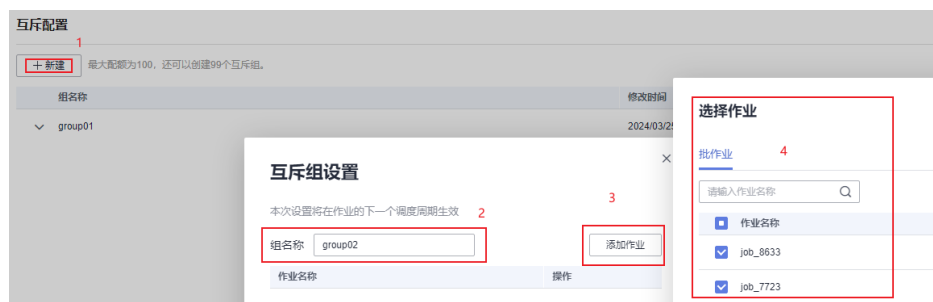 互斥配置
1
+ 新建 最大配额为100，还可以创建99个互斥组。
组名称 修改时间
group01 2024/03/25
互斥组设置
本次设置将在作业的下一个调度周期生效
2
3
组名称 group02 添加作业
作业名称 操作
选择作业
批作业 4
请输入作业名称
作业名称
job_8633
job_7723